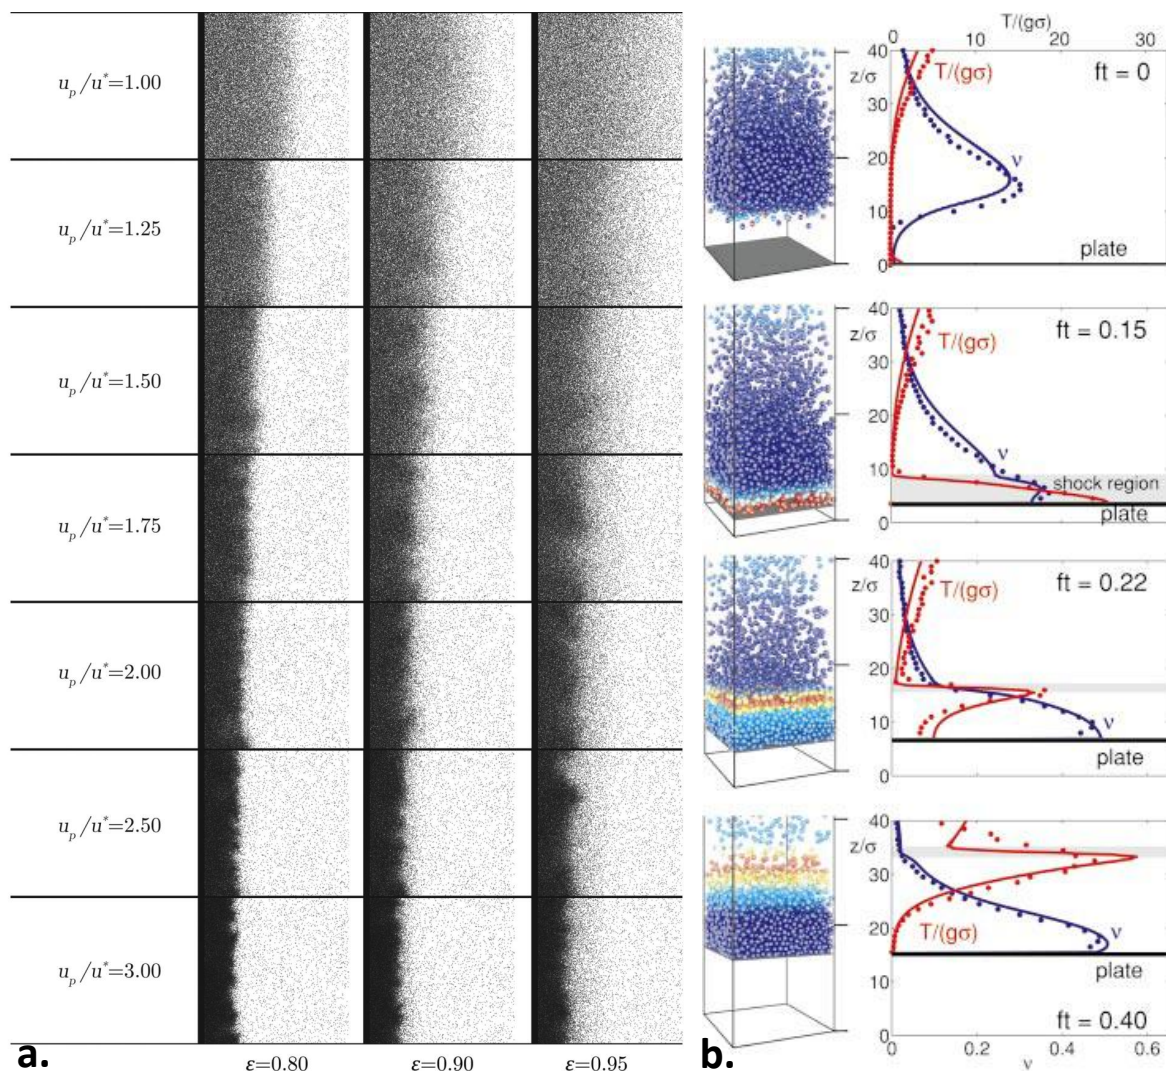 u_p/u*=1.00
u_p/u*=1.25
u_p/u*=1.50
u_p/u*=1.75
u_p/u*=2.00
u_p/u*=2.50
u_p/u*=3.00
a.
ε=0.80
ε=0.90
ε=0.95
T/(gσ)
0
10
20
30
40
z/σ
30
20
10
0
T/(gσ)
ft = 0
ν
plate
40
z/σ
30
20
10
0
T/(gσ)
ft = 0.15
ν
shock region
plate
40
z/σ
30
20
10
0
T/(gσ)
ft = 0.22
ν
plate
40
z/σ
30
20
10
0
T/(gσ)
ν
plate
ft = 0.40
0
0.2
0.4
0.6
ν
b.